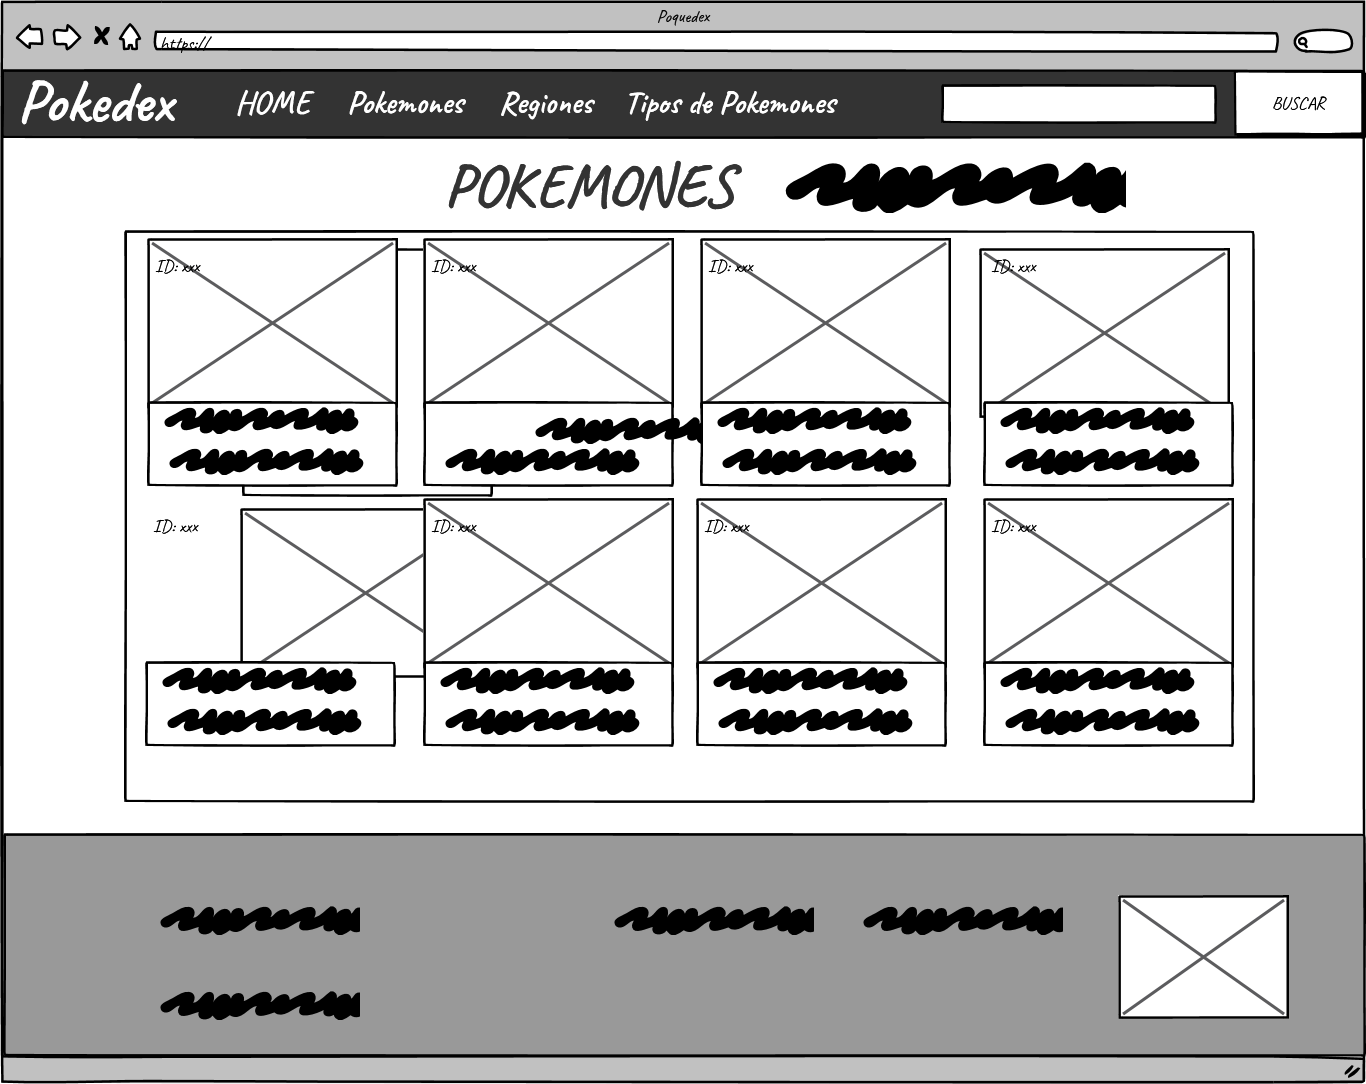 Poquedex
https://
Pokedex HOME Pokemones Regiones Tipos de Pokemones BUSCAR
POKEMONES
ID: xxx ID: xxx ID: xxx ID: xxx
ID: xxx ID: xxx ID: xxx ID: xxx